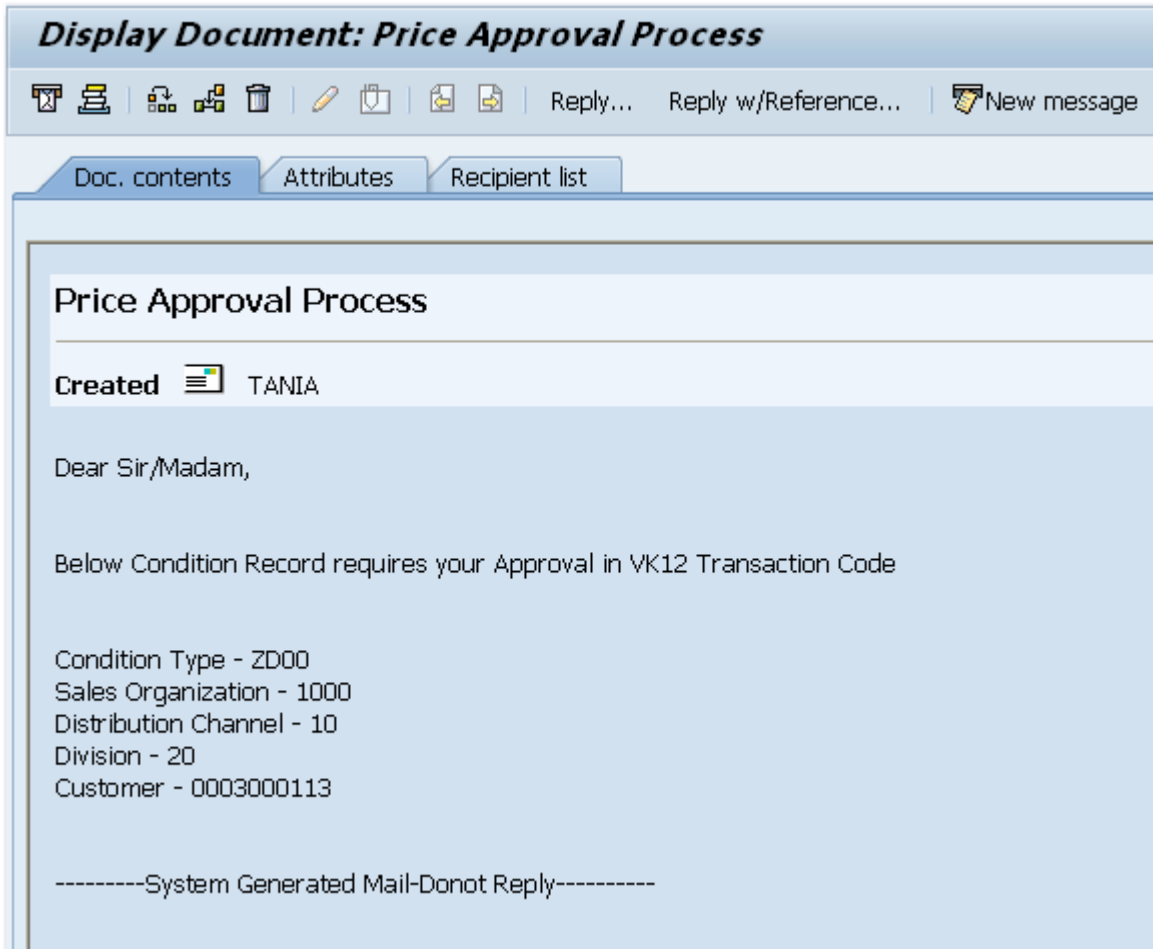 Display Document: Price Approval Process
Reply... Reply w/Reference... New message
Doc. contents Attributes Recipient list
Price Approval Process
Created TANIA
Dear Sir/Madam,
Below Condition Record requires your Approval in VK12 Transaction Code
Condition Type - ZD00
Sales Organization - 1000
Distribution Channel - 10
Division - 20
Customer - 0003000113
---------System Generated Mail-Donot Reply----------